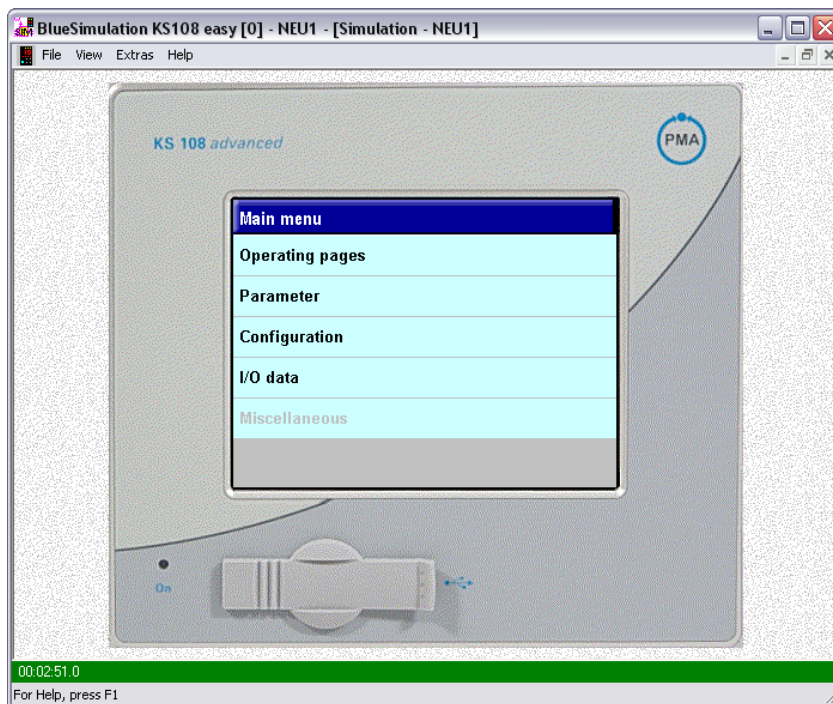 BlueSimulation KS108 easy [0] - NEU1 - [Simulation - NEU1]
File View Extras Help
KS 108 advanced
PMA
Main menu
Operating pages
Parameter
Configuration
I/O data
Miscellaneous
On
00:02:51.0
For Help, press F1